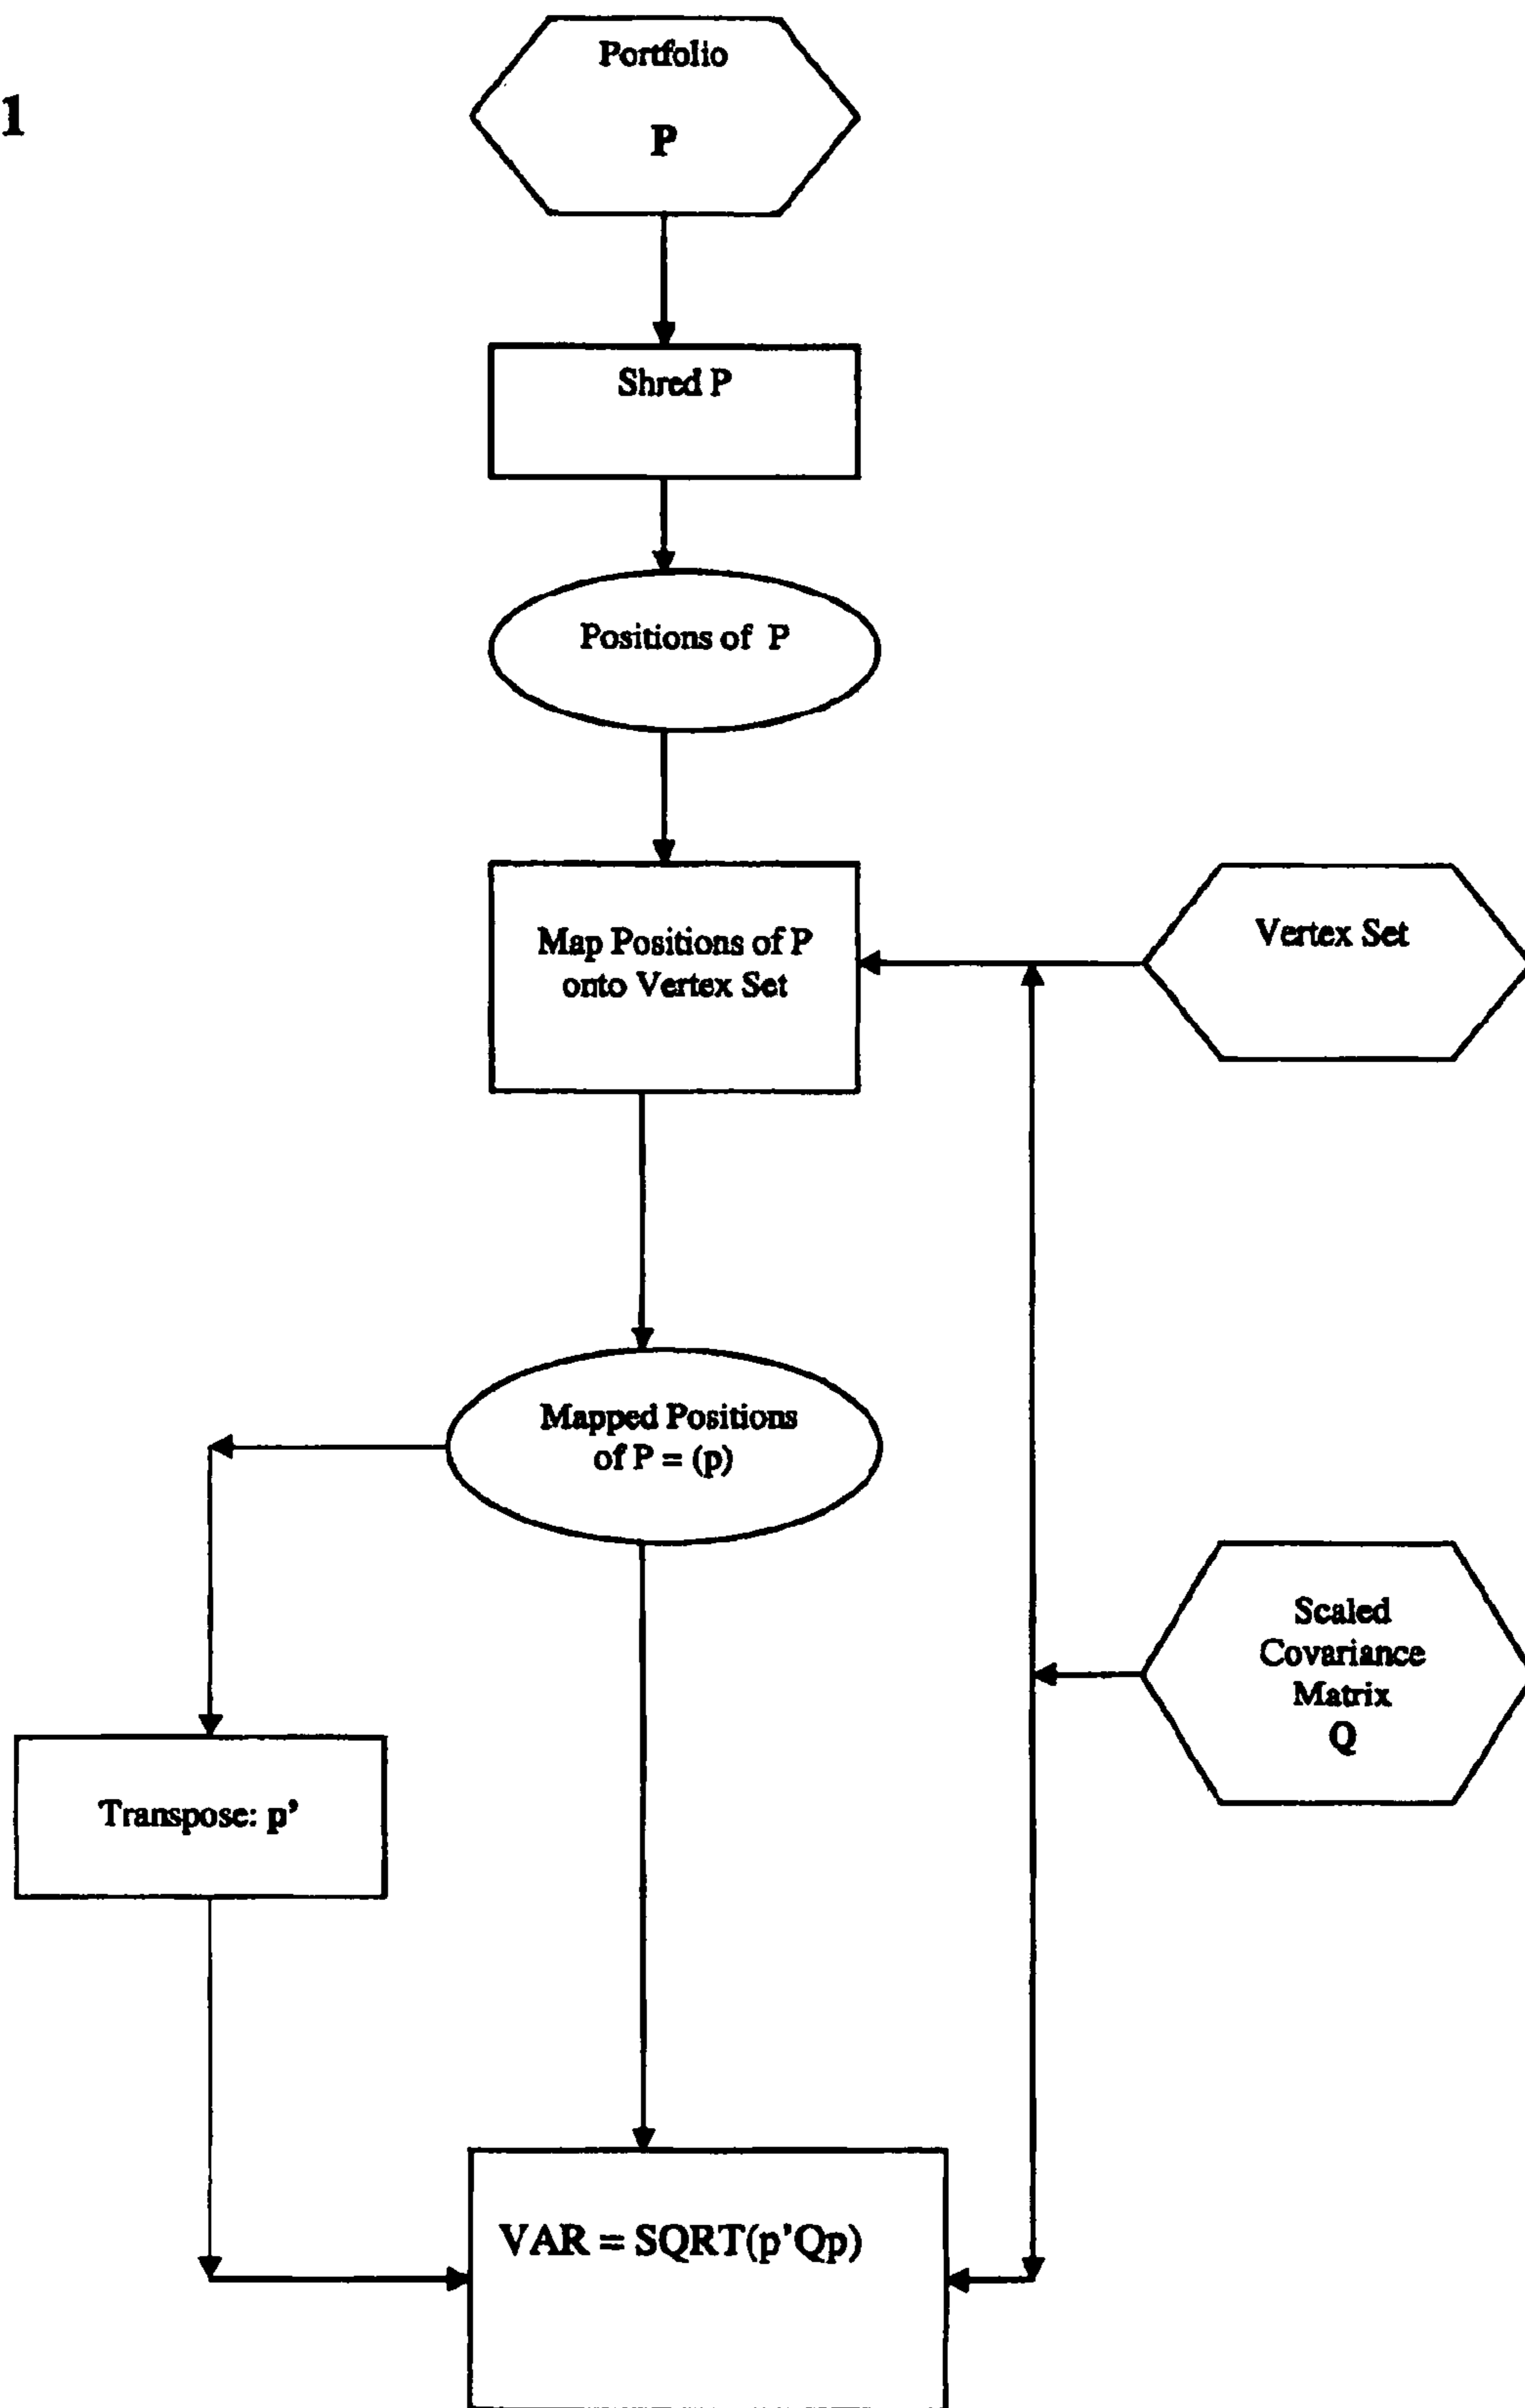 1
Portfolio
P
Shred P
Positions of P
Map Positions of P
onto Vertex Set
Vertex Set
Mapped Positions
of P = (p)
Scaled
Covariance
Matrix
Q
Transpose: p'
VAR = SQRT(p'Qp)